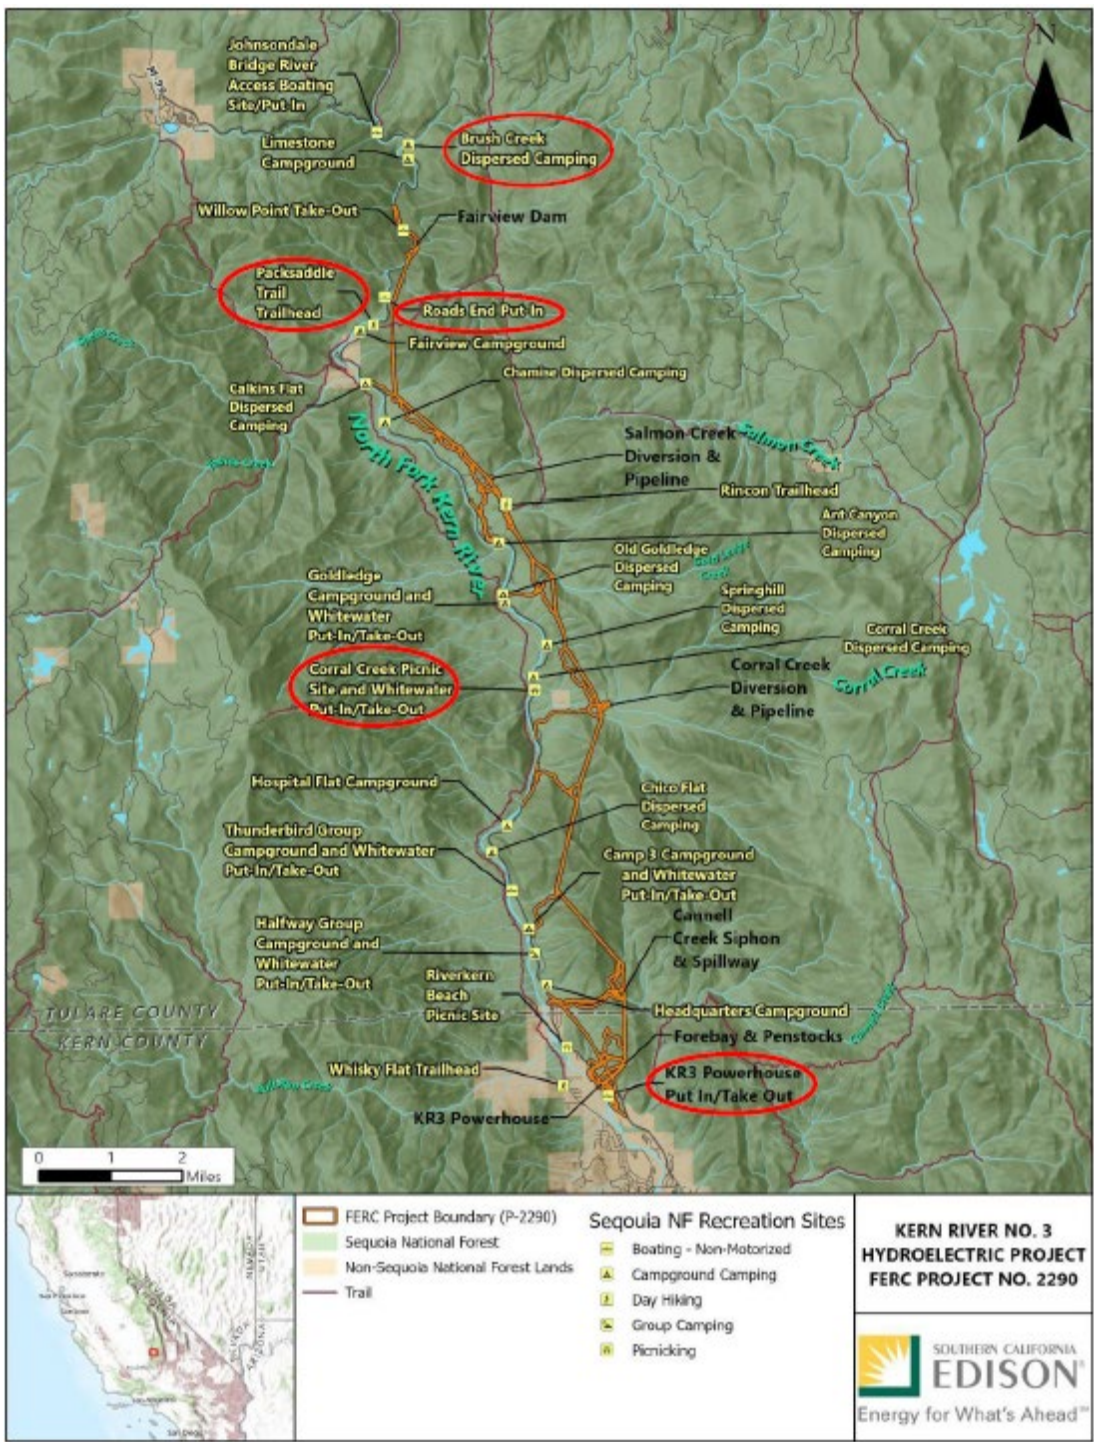 N
Johnsondale
Bridge River
Access Boating
Site/Put-In
Limestone
Campground
Brush Creek
Dispersed Camping
Willow Point Take-Out
Fairview Dam
Packsaddle
Trail
Trailhead
Roads End Put-In
Fairview Campground
Chamise Dispersed Camping
Calkins Flat
Dispersed
Camping
North Fork Kern River
Salmon Creek
Diversion &
Pipeline
Salmon Creek
Rincon Trailhead
Ant Canyon
Dispersed
Camping
Old Goldledge
Dispersed
Camping
Gold Ledge
Creek
Goldledge
Campground and
Whitewater
Put-In/Take-Out
Springhill
Dispersed
Camping
Corral Creek
Dispersed Camping
Corral Creek Picnic
Site and Whitewater
Put-In/Take-Out
Corral Creek
Diversion
& Pipeline
Corral Creek
Hospital Flat Campground
Chico Flat
Dispersed
Camping
Thunderbird Group
Campground and Whitewater
Put-In/Take-Out
Camp 3 Campground
and Whitewater
Put-In/Take-Out
Cannell
Creek Siphon
& Spillway
Halfway Group
Campground and
Whitewater
Put-In/Take-Out
Riverkern
Beach
Picnic Site
Headquarters Campground
TULARE COUNTY
KERN COUNTY
Forebay & Penstocks
Whisky Flat Trailhead
KR3 Powerhouse
Put In/Take Out
KR3 Powerhouse
0 1 2
Miles
FERC Project Boundary (P-2290)
Sequoia National Forest
Non-Sequoia National Forest Lands
Trail
Seqouia NF Recreation Sites
Boating - Non-Motorized
Campground Camping
Day Hiking
Group Camping
Picnicking
KERN RIVER NO. 3
HYDROELECTRIC PROJECT
FERC PROJECT NO. 2290
SOUTHERN CALIFORNIA
EDISON®
Energy for What's Ahead℠